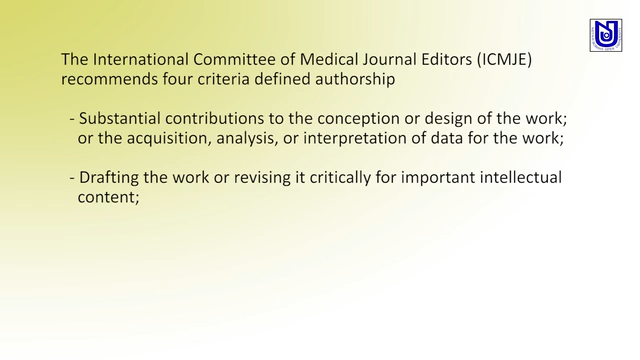 The International Committee of Medical Journal Editors (ICMJE)
recommends four criteria defined authorship
- Substantial contributions to the conception or design of the work;
or the acquisition, analysis, or interpretation of data for the work;
- Drafting the work or revising it critically for important intellectual
content;